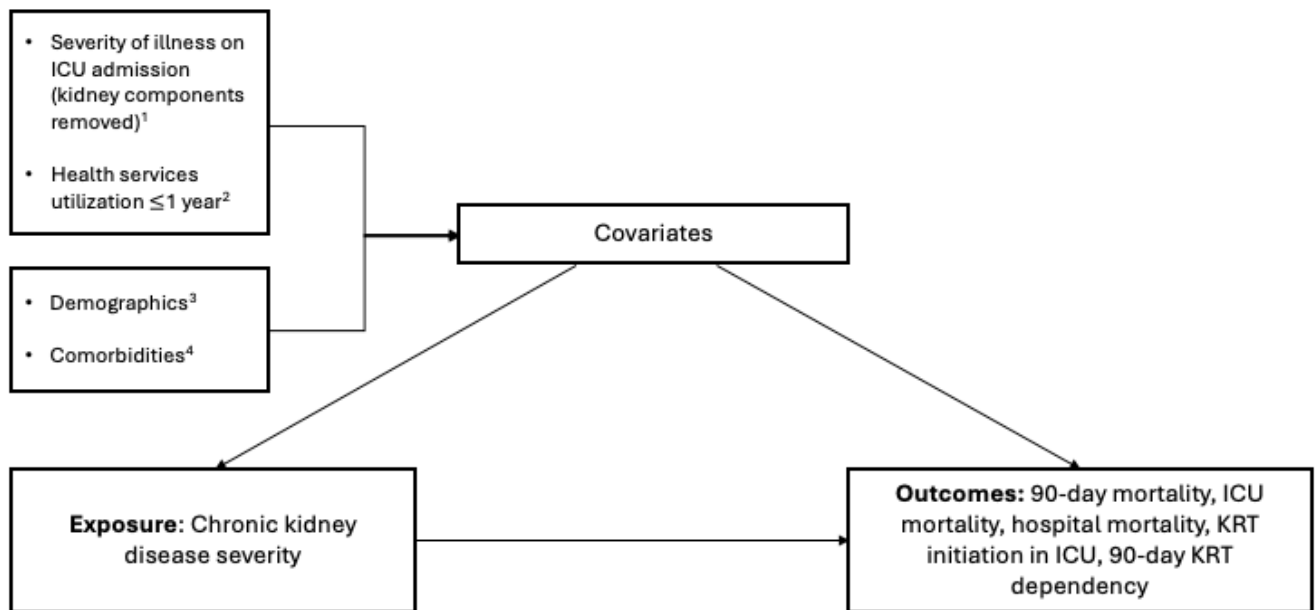 • Severity of illness on
ICU admission
(kidney components
removed)¹
• Health services
utilization ≤1 year²
Covariates
• Demographics³
• Comorbidities⁴
Exposure: Chronic kidney
disease severity
Outcomes: 90-day mortality, ICU
mortality, hospital mortality, KRT
initiation in ICU, 90-day KRT
dependency